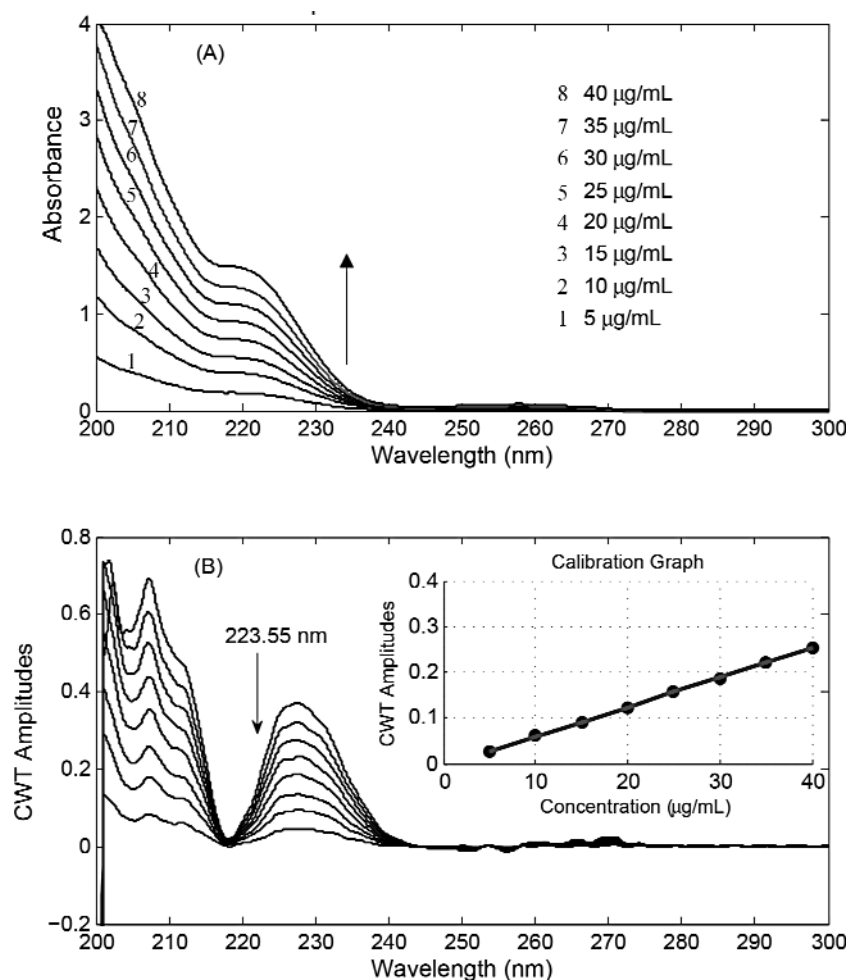 (A)
4
3
2
1
0
Absorbance
8
7
6
5
4
3
2
1
8 40 μg/mL
7 35 μg/mL
6 30 μg/mL
5 25 μg/mL
4 20 μg/mL
3 15 μg/mL
2 10 μg/mL
1 5 μg/mL
200 210 220 230 240 250 260 270 280 290 300
Wavelength (nm)
(B)
0.8
0.6
0.4
0.2
0
−0.2
CWT Amplitudes
223.55 nm
Calibration Graph
0.4
0.3
0.2
0.1
0
CWT Amplitudes
0 10 20 30 40
Concentration (μg/mL)
200 210 220 230 240 250 260 270 280 290 300
Wavelength (nm)